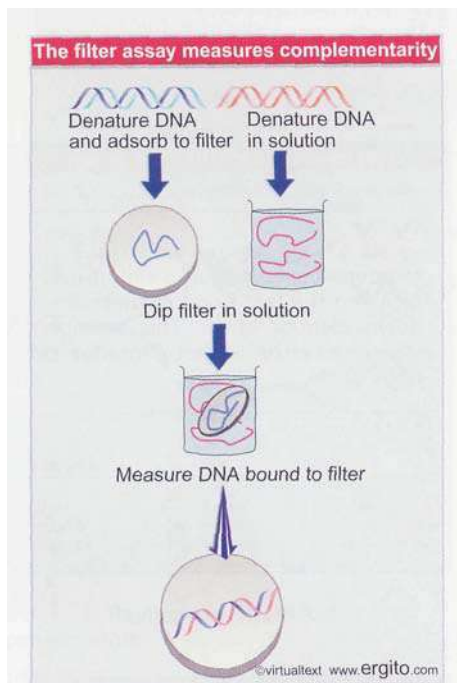 The filter assay measures complementarity
Denature DNA
and adsorb to filter
Denature DNA
in solution
Dip filter in solution
Measure DNA bound to filter
©virtualtext www.ergito.com